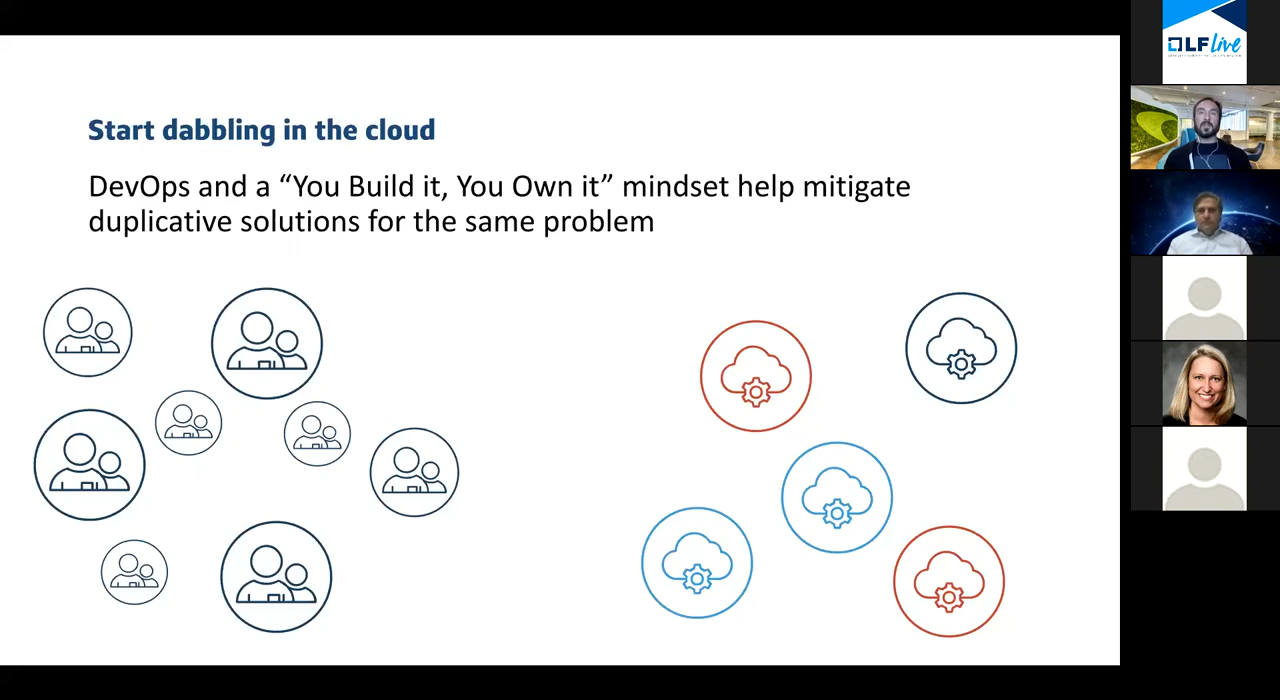 Start dabbling in the cloud
DevOps and a “You Build it, You Own it” mindset help mitigate
duplicative solutions for the same problem
LF Live